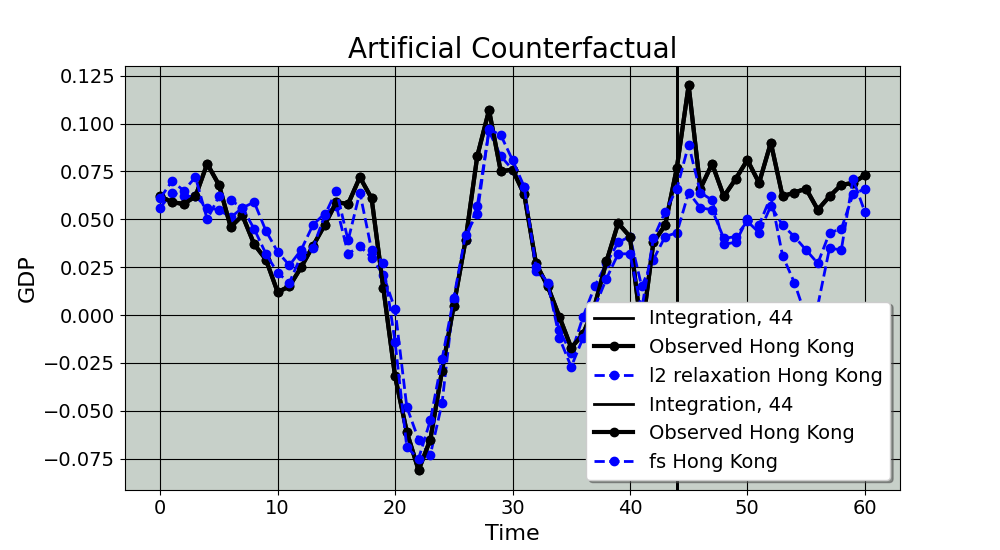 Artificial Counterfactual
0.125
0.100
0.075
0.050
0.025
0.000
−0.025
−0.050
−0.075
GDP
0 10 20 30 40 50 60
Time
Integration, 44
Observed Hong Kong
l2 relaxation Hong Kong
Integration, 44
Observed Hong Kong
fs Hong Kong